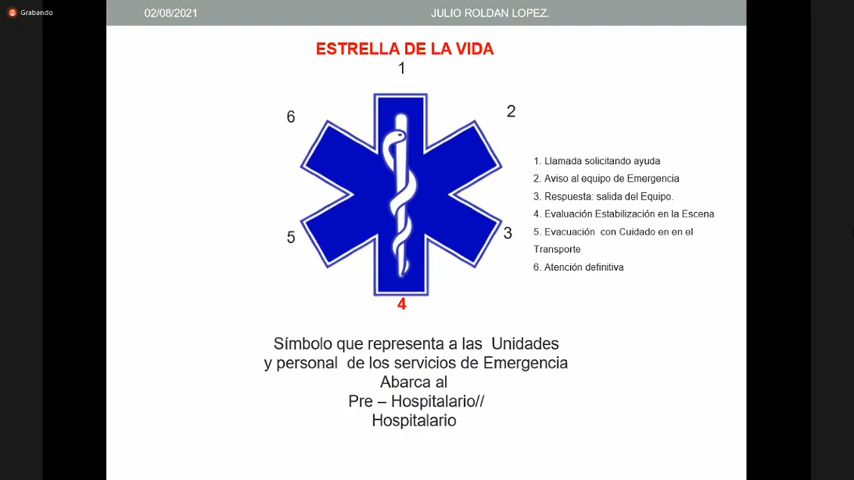 Grabando
02/08/2021
JULIO ROLDAN LOPEZ.
ESTRELLA DE LA VIDA
1
6
2
5
3
4
1. Llamada solicitando ayuda
2. Aviso al equipo de Emergencia
3. Respuesta: salida del Equipo.
4. Evaluación Estabilización en la Escena
5. Evacuación con Cuidado en en el
Transporte
6. Atención definitiva
Símbolo que representa a las Unidades
y personal de los servicios de Emergencia
Abarca al
Pre – Hospitalario//
Hospitalario